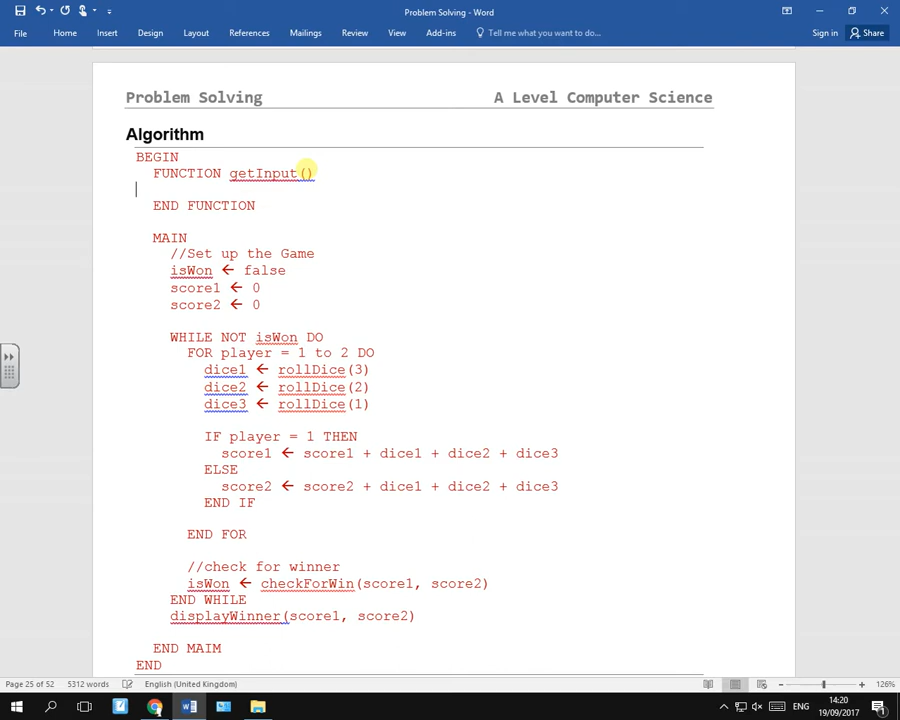 Problem Solving - Word
File Home Insert Design Layout References Mailings Review View Add-ins Tell me what you want to do... Sign in Share
Problem Solving A Level Computer Science
Algorithm
BEGIN
FUNCTION getInput()
END FUNCTION
MAIN
//Set up the Game
isWon ← false
score1 ← 0
score2 ← 0
WHILE NOT isWon DO
FOR player = 1 to 2 DO
dice1 ← rollDice(3)
dice2 ← rollDice(2)
dice3 ← rollDice(1)
IF player = 1 THEN
score1 ← score1 + dice1 + dice2 + dice3
ELSE
score2 ← score2 + dice1 + dice2 + dice3
END IF
END FOR
//check for winner
isWon ← checkForWin(score1, score2)
END WHILE
displayWinner(score1, score2)
END MAIM
END
Page 25 of 52 5312 words English (United Kingdom) 126%
ENG 14:20
19/09/2017